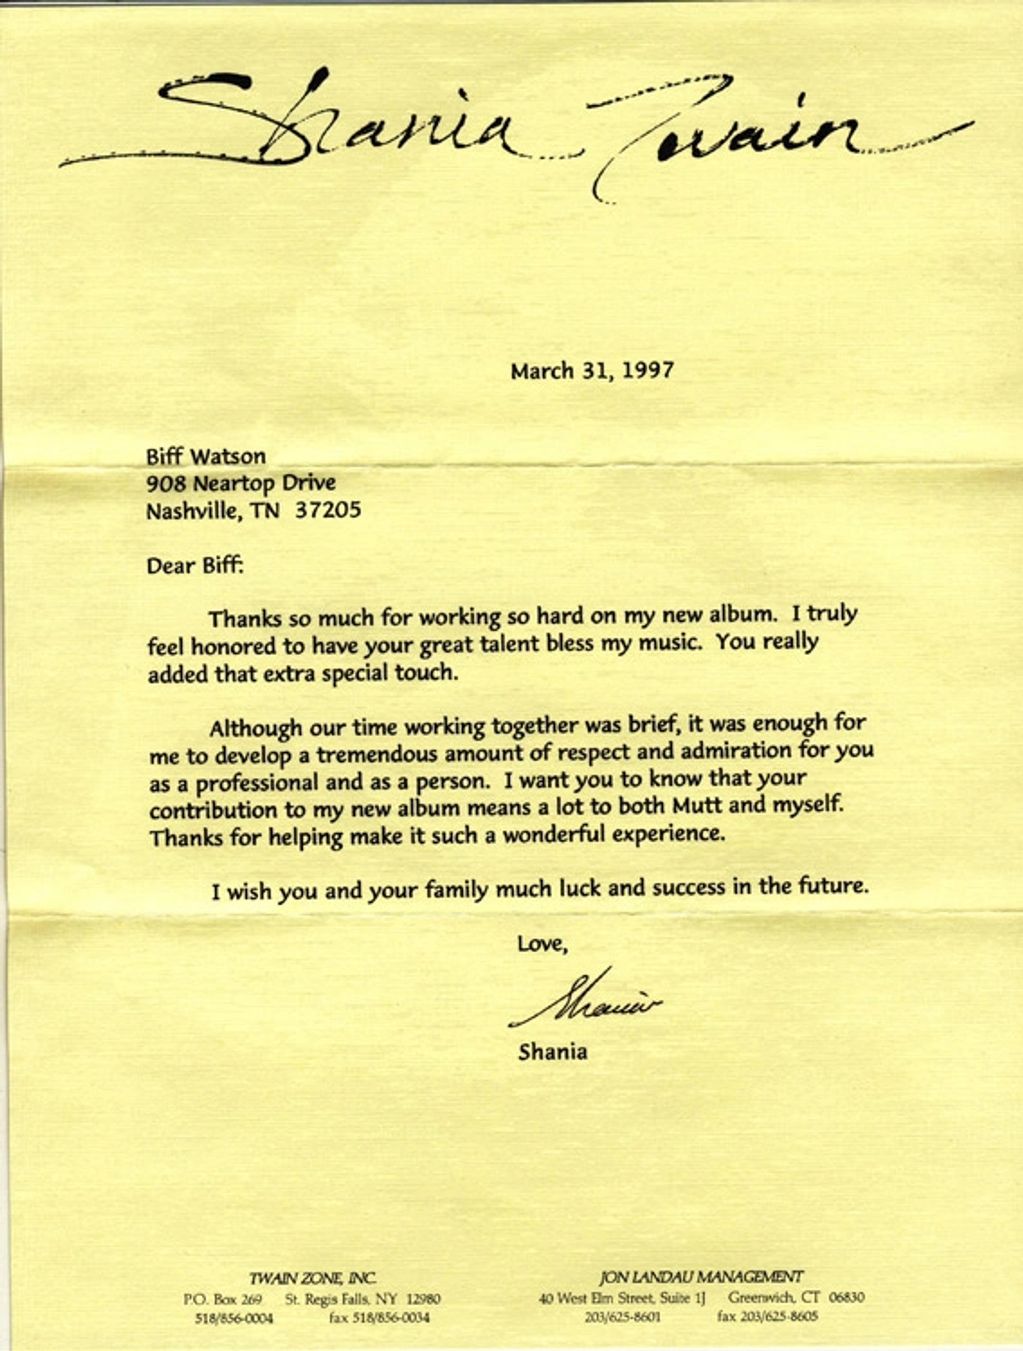 Shania Twain
March 31, 1997
Biff Watson
908 Neartop Drive
Nashville, TN 37205
Dear Biff:
Thanks so much for working so hard on my new album. I truly
feel honored to have your great talent bless my music. You really
added that extra special touch.
Although our time working together was brief, it was enough for
me to develop a tremendous amount of respect and admiration for you
as a professional and as a person. I want you to know that your
contribution to my new album means a lot to both Mutt and myself.
Thanks for helping make it such a wonderful experience.
I wish you and your family much luck and success in the future.
Love,
Shania
Shania
TWAIN ZONE, INC.
P.O. Box 269 St. Regis Falls, NY 12980
518/856-0004 fax 518/856-0034
JON LANDAU MANAGEMENT
40 West Elm Street, Suite 1J Greenwich, CT 06830
203/625-8601 fax 203/625-8605